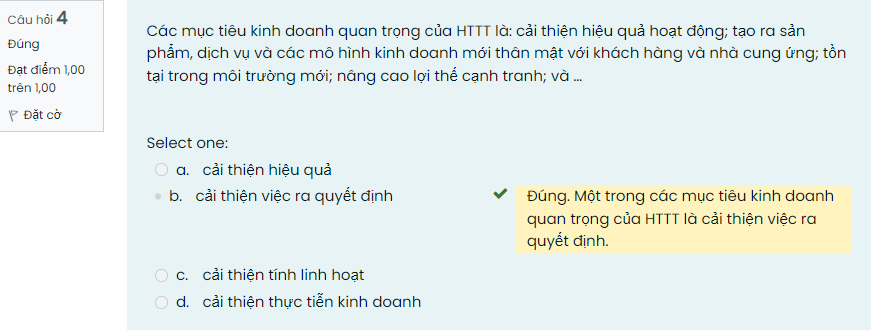 Câu hỏi 4
Đúng
Đạt điểm 1,00
trên 1,00
Đặt cờ
Các mục tiêu kinh doanh quan trọng của HTTT là: cải thiện hiệu quả hoạt động; tạo ra sản
phẩm, dịch vụ và các mô hình kinh doanh mới thân mật với khách hàng và nhà cung ứng; tồn
tại trong môi trường mới; nâng cao lợi thế cạnh tranh; và ...
Select one:
a. cải thiện hiệu quả
b. cải thiện việc ra quyết định
Đúng. Một trong các mục tiêu kinh doanh
quan trọng của HTTT là cải thiện việc ra
quyết định.
c. cải thiện tính linh hoạt
d. cải thiện thực tiễn kinh doanh